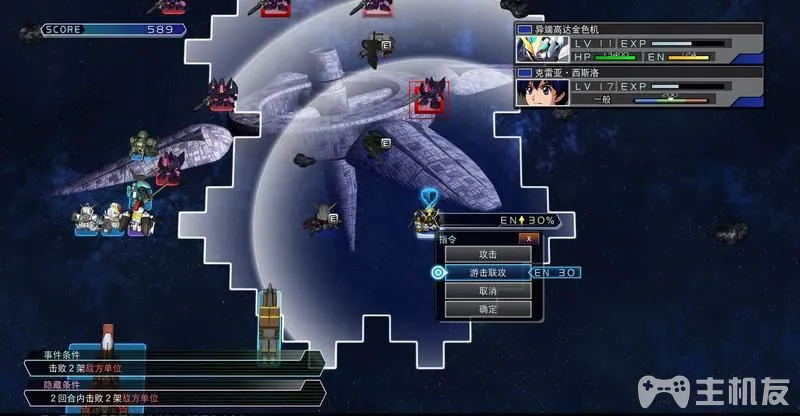 SCORE 589
异端高达金色机
LV 11 EXP
HP 13400 EN 124
克雷亚·西斯洛
LV 17 EXP
一般 200
E
E
E
EN 30%
指令 x
攻击
游击联攻 EN 30
取消
确定
事件条件
击败2架敌方单位
隐藏条件
2回合内击败2架敌方单位
主机友